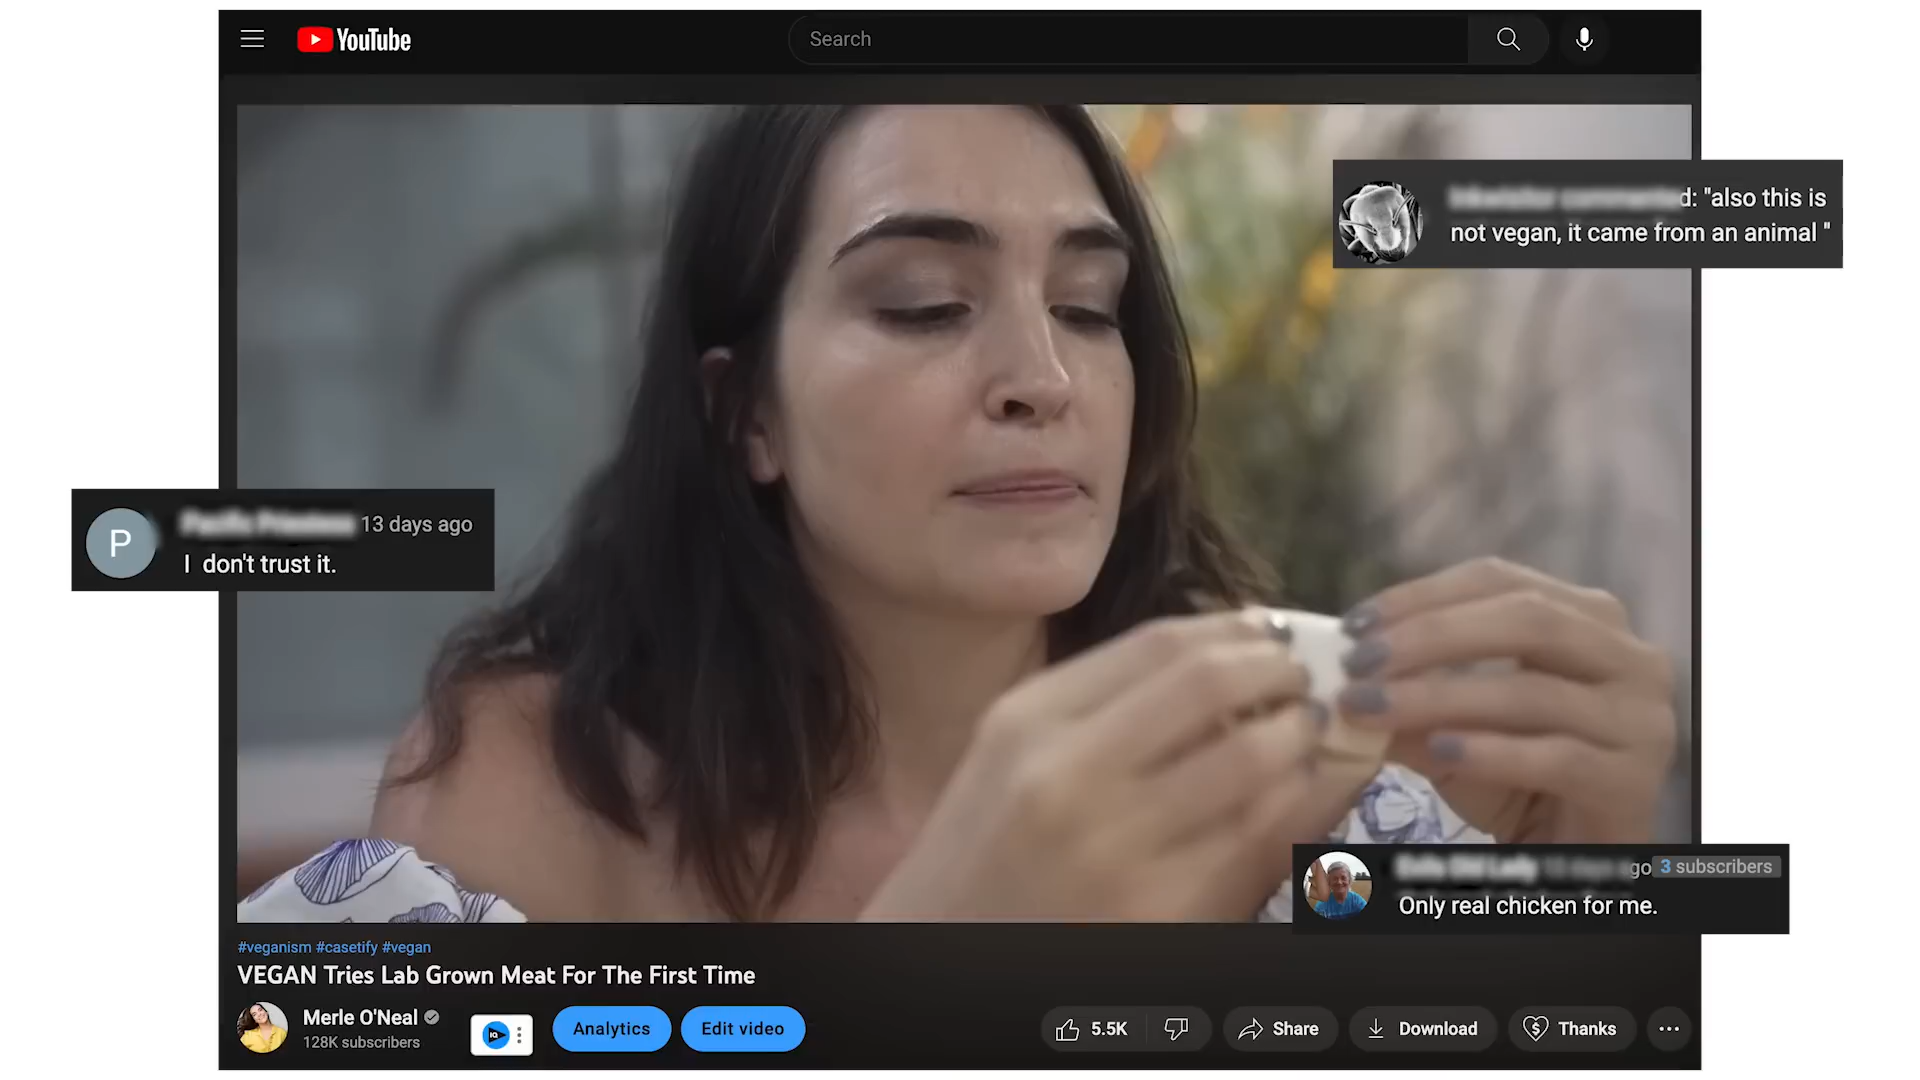 YouTube
Search
d: "also this is
not vegan, it came from an animal "
P
13 days ago
I don't trust it.
go 3 subscribers
Only real chicken for me.
#veganism #casetify #vegan
VEGAN Tries Lab Grown Meat For The First Time
Merle O'Neal
128K subscribers
Analytics
Edit video
5.5K
Share
Download
Thanks